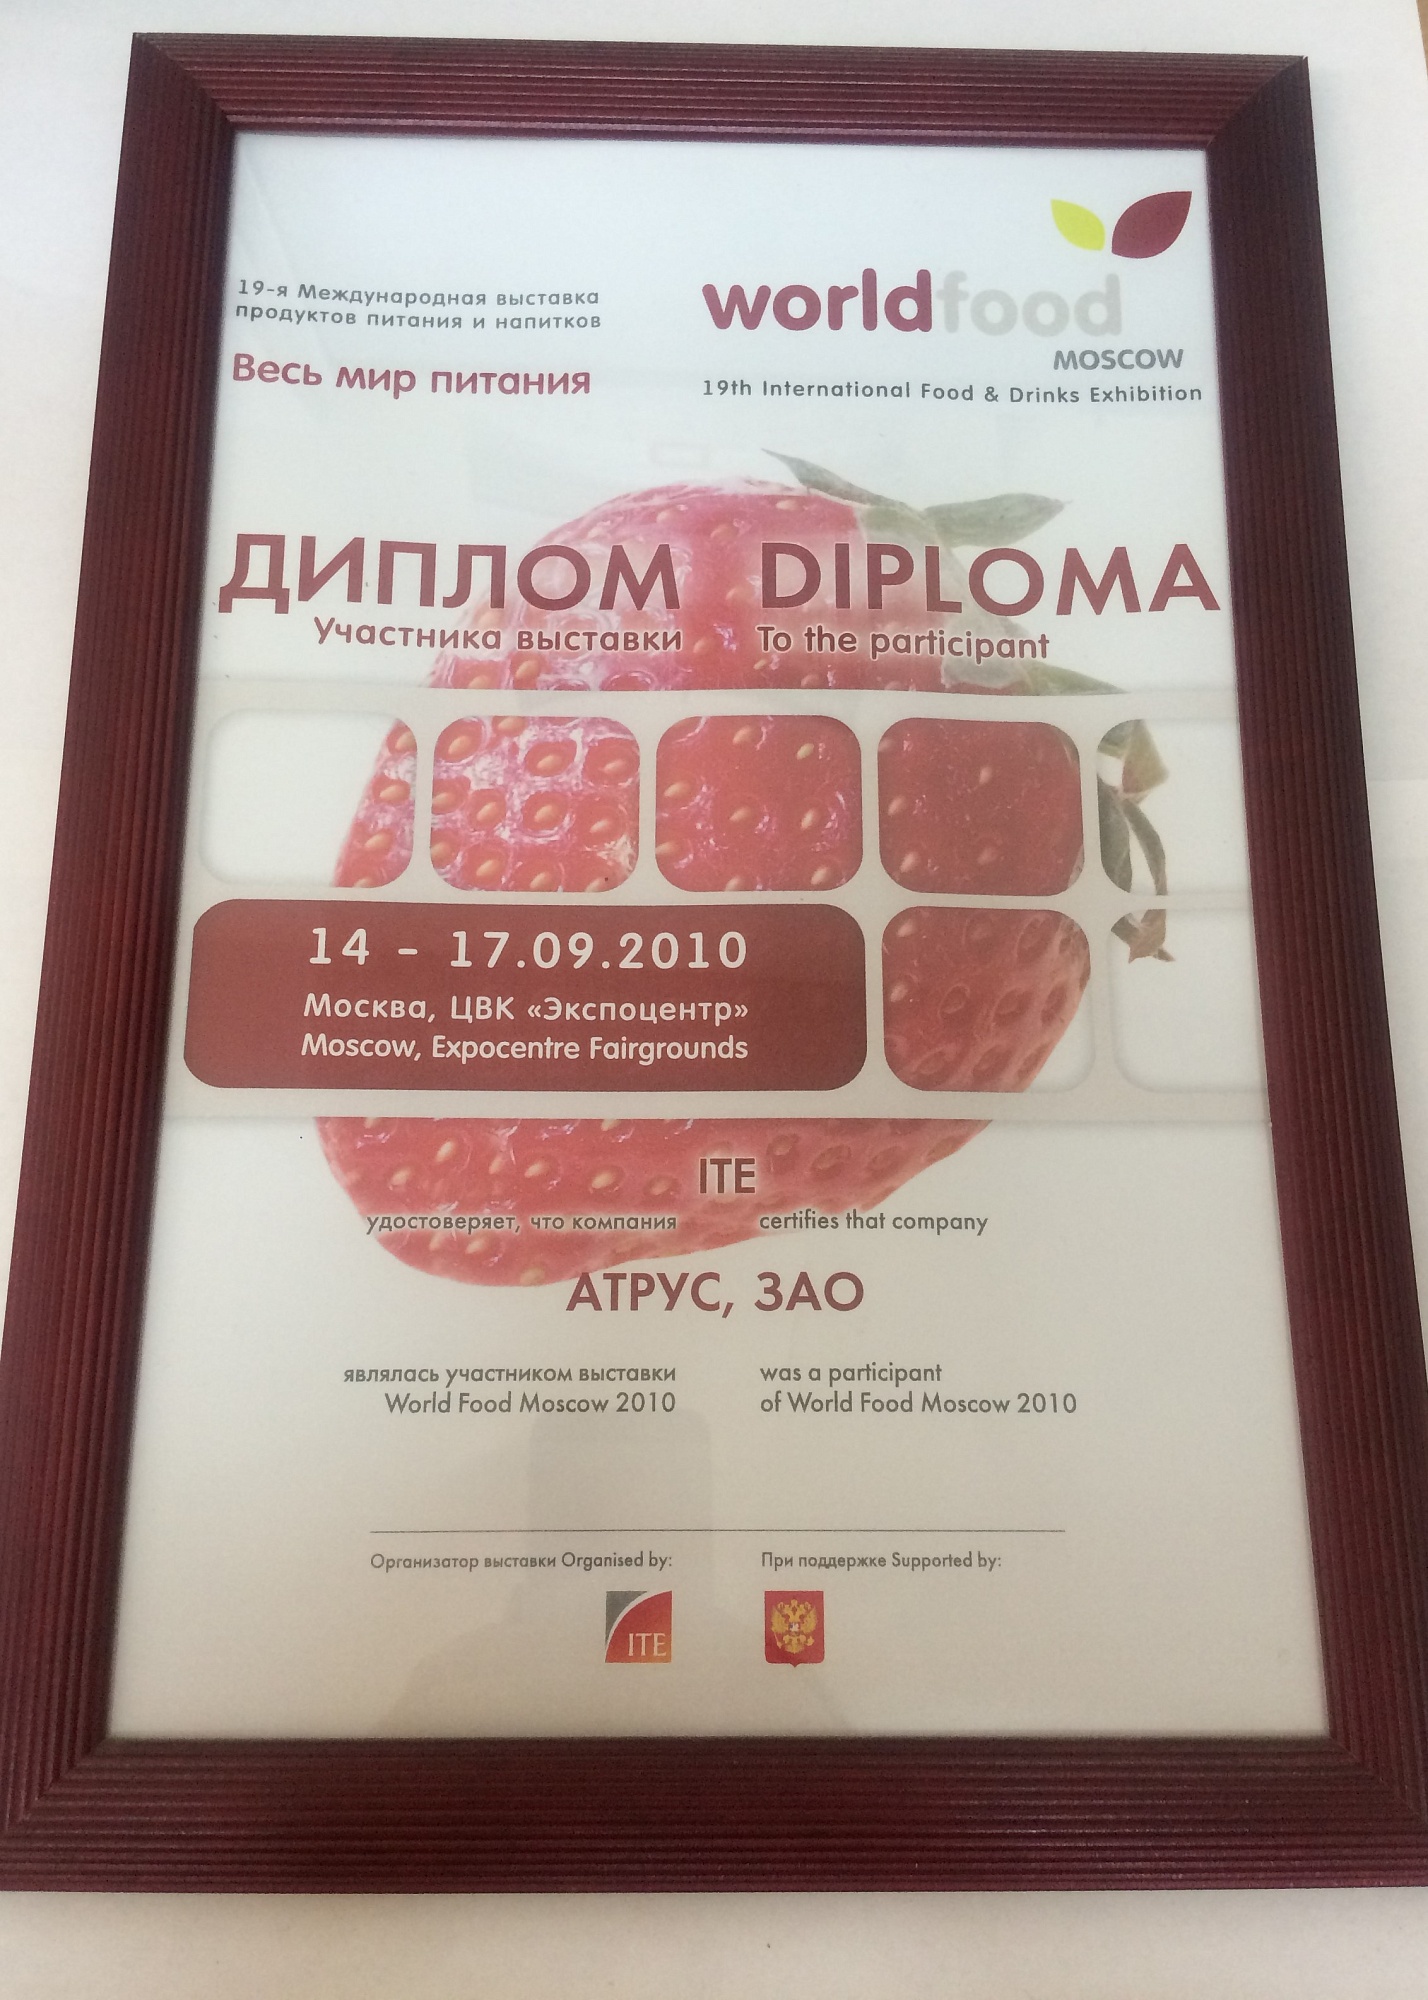 19-я Международная выставка
продуктов питания и напитков
Весь мир питания
worldfood
MOSCOW
19th International Food & Drinks Exhibition
ДИПЛОМ
Участника выставки
DIPLOMA
To the participant
14 - 17.09.2010
Москва, ЦВК «Экспоцентр»
Moscow, Expocentre Fairgrounds
ITE
удостоверяет, что компания
certifies that company
АТРУС, ЗАО
являлась участником выставки
World Food Moscow 2010
was a participant
of World Food Moscow 2010
Организатор выставки Organised by:
ITE
При поддержке Supported by: